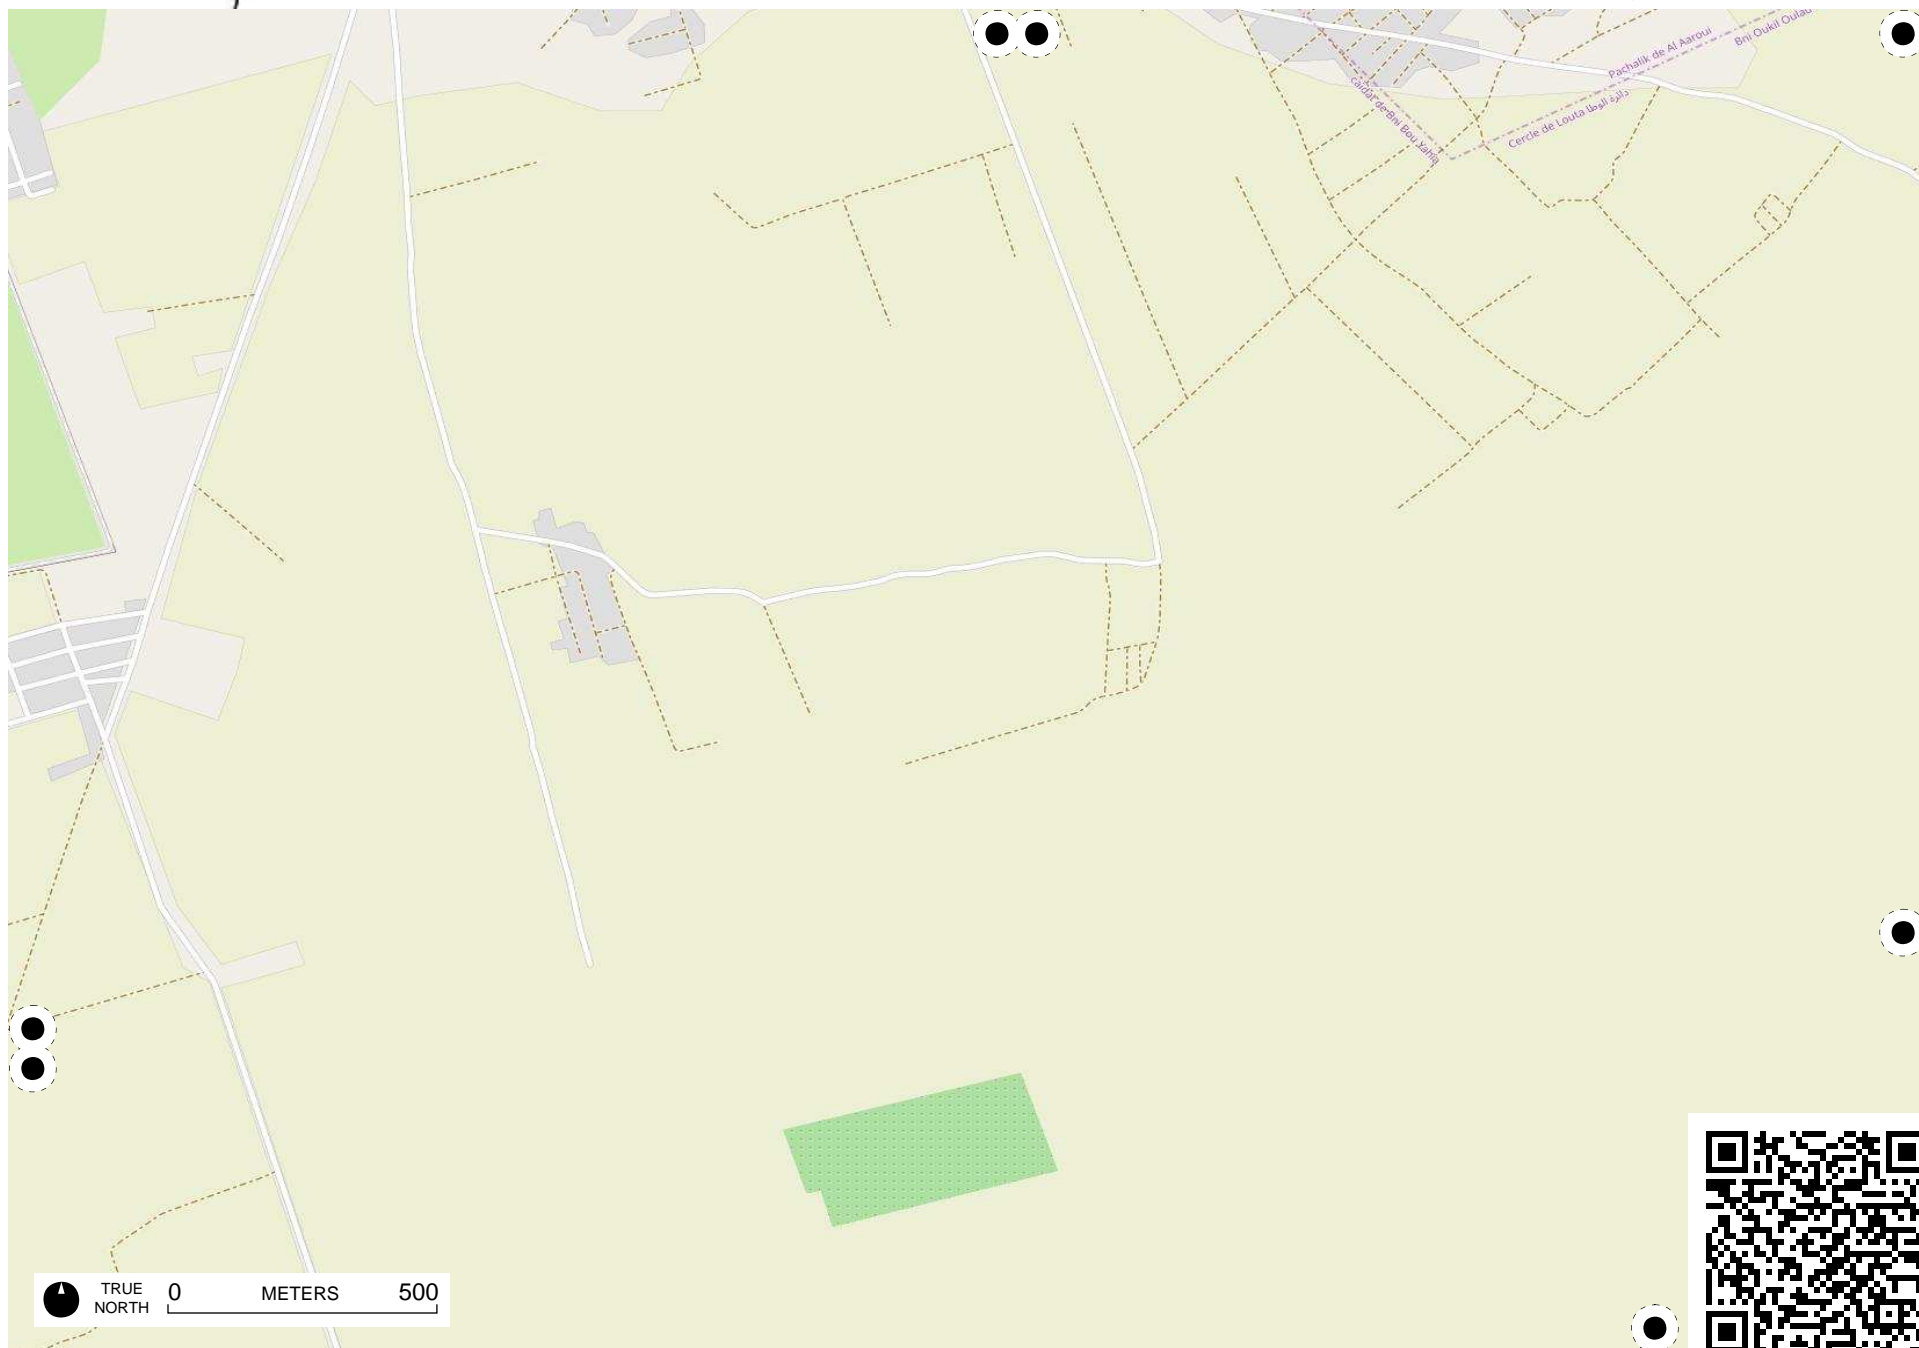 Pachalik de Al Aaroui
Bni Oukil Oulad
caïdat de Bni Bou Yahia
Cercle de Louta دائرة الوطا
TRUE
NORTH
0 METERS 500